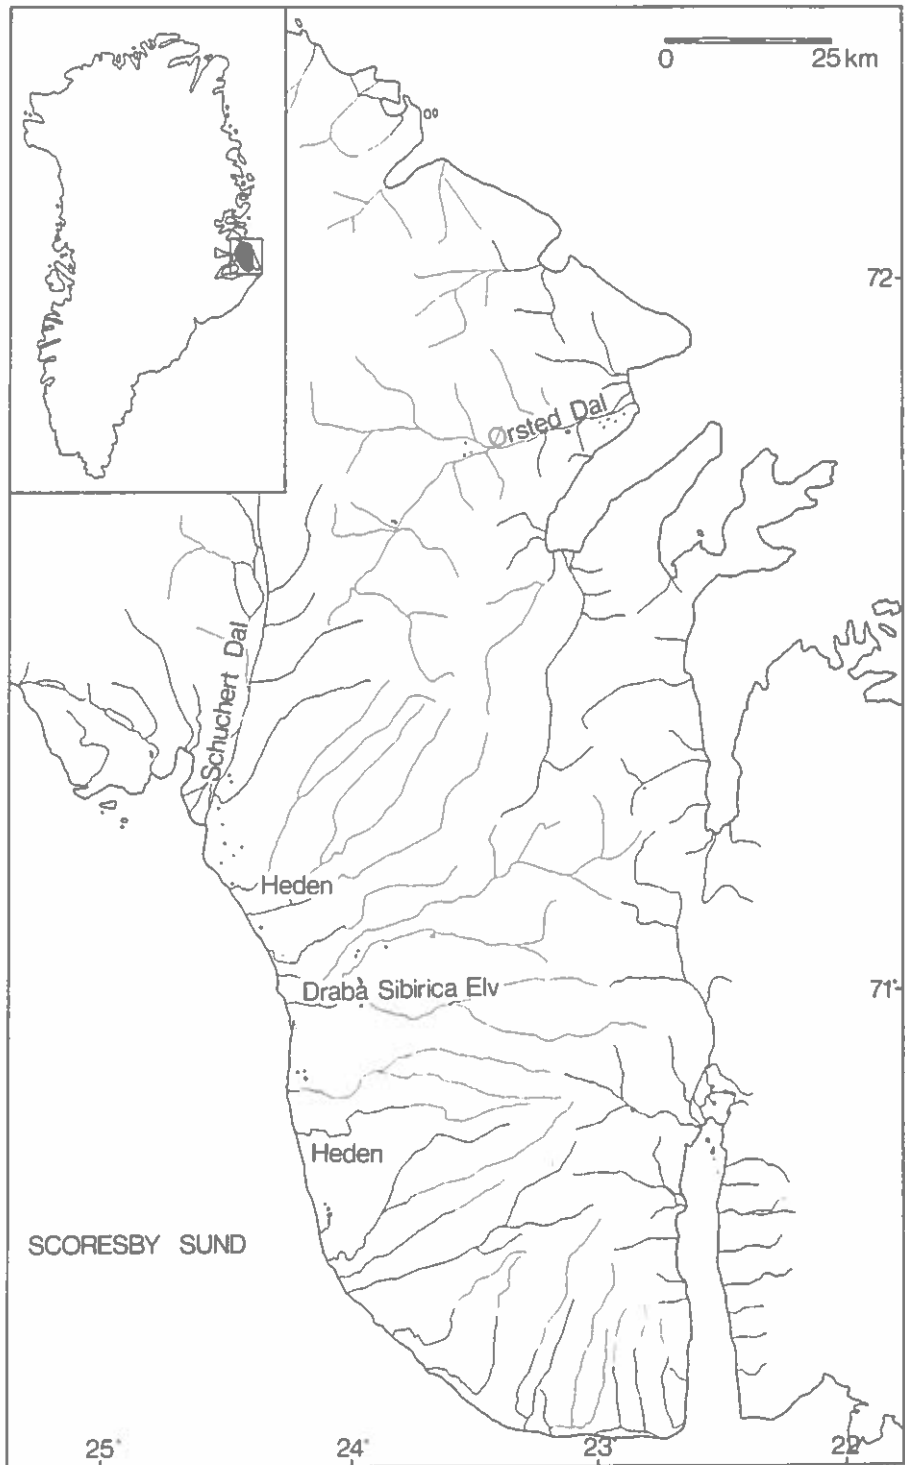 0 25 km
72°
Ørsted Dal
Schuchert Dal
Heden
Draba Sibirica Elv
71°
Heden
SCORESBY SUND
25° 24° 23 22